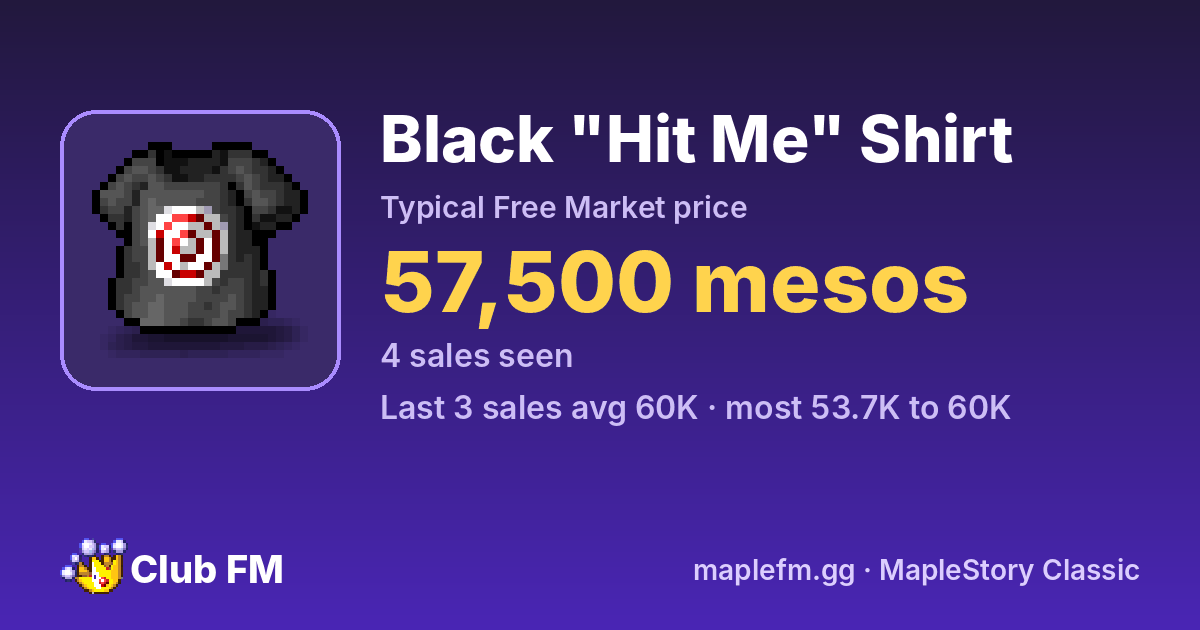 Black "Hit Me" Shirt
Typical Free Market price
57,500 mesos
4 sales seen
Last 3 sales avg 60K · most 53.7K to 60K
Club FM
maplefm.gg · MapleStory Classic